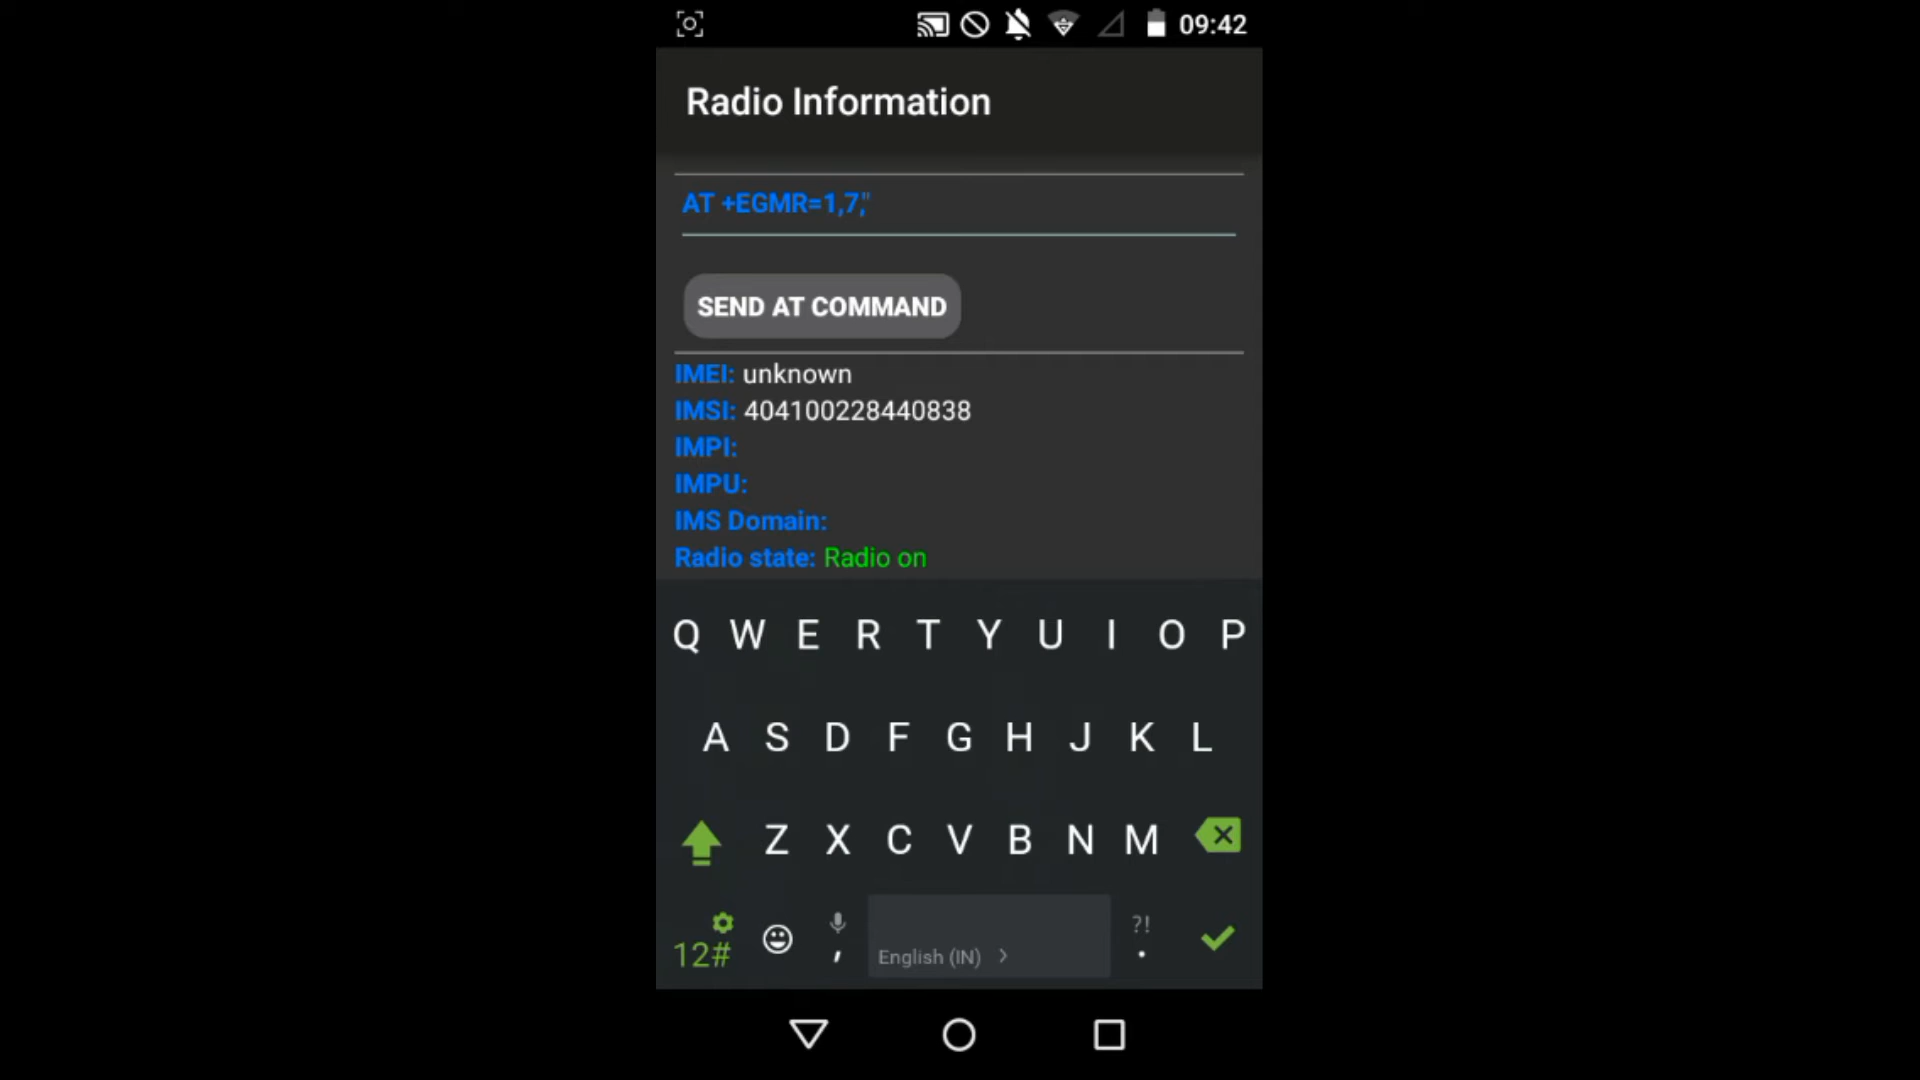 09:42
Radio Information
AT +EGMR=1,7,"
SEND AT COMMAND
IMEI: unknown
IMSI: 404100228440838
IMPI:
IMPU:
IMS Domain:
Radio state: Radio on
Q W E R T Y U I O P
A S D F G H J K L
Z X C V B N M
12# , English (IN) > ?! .